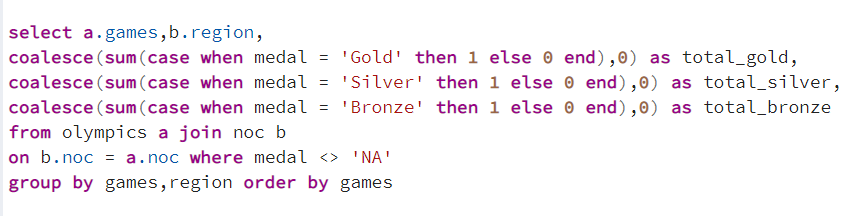 select a.games,b.region,
coalesce(sum(case when medal = 'Gold' then 1 else 0 end),0) as total_gold,
coalesce(sum(case when medal = 'Silver' then 1 else 0 end),0) as total_silver,
coalesce(sum(case when medal = 'Bronze' then 1 else 0 end),0) as total_bronze
from olympics a join noc b
on b.noc = a.noc where medal <> 'NA'
group by games,region order by games